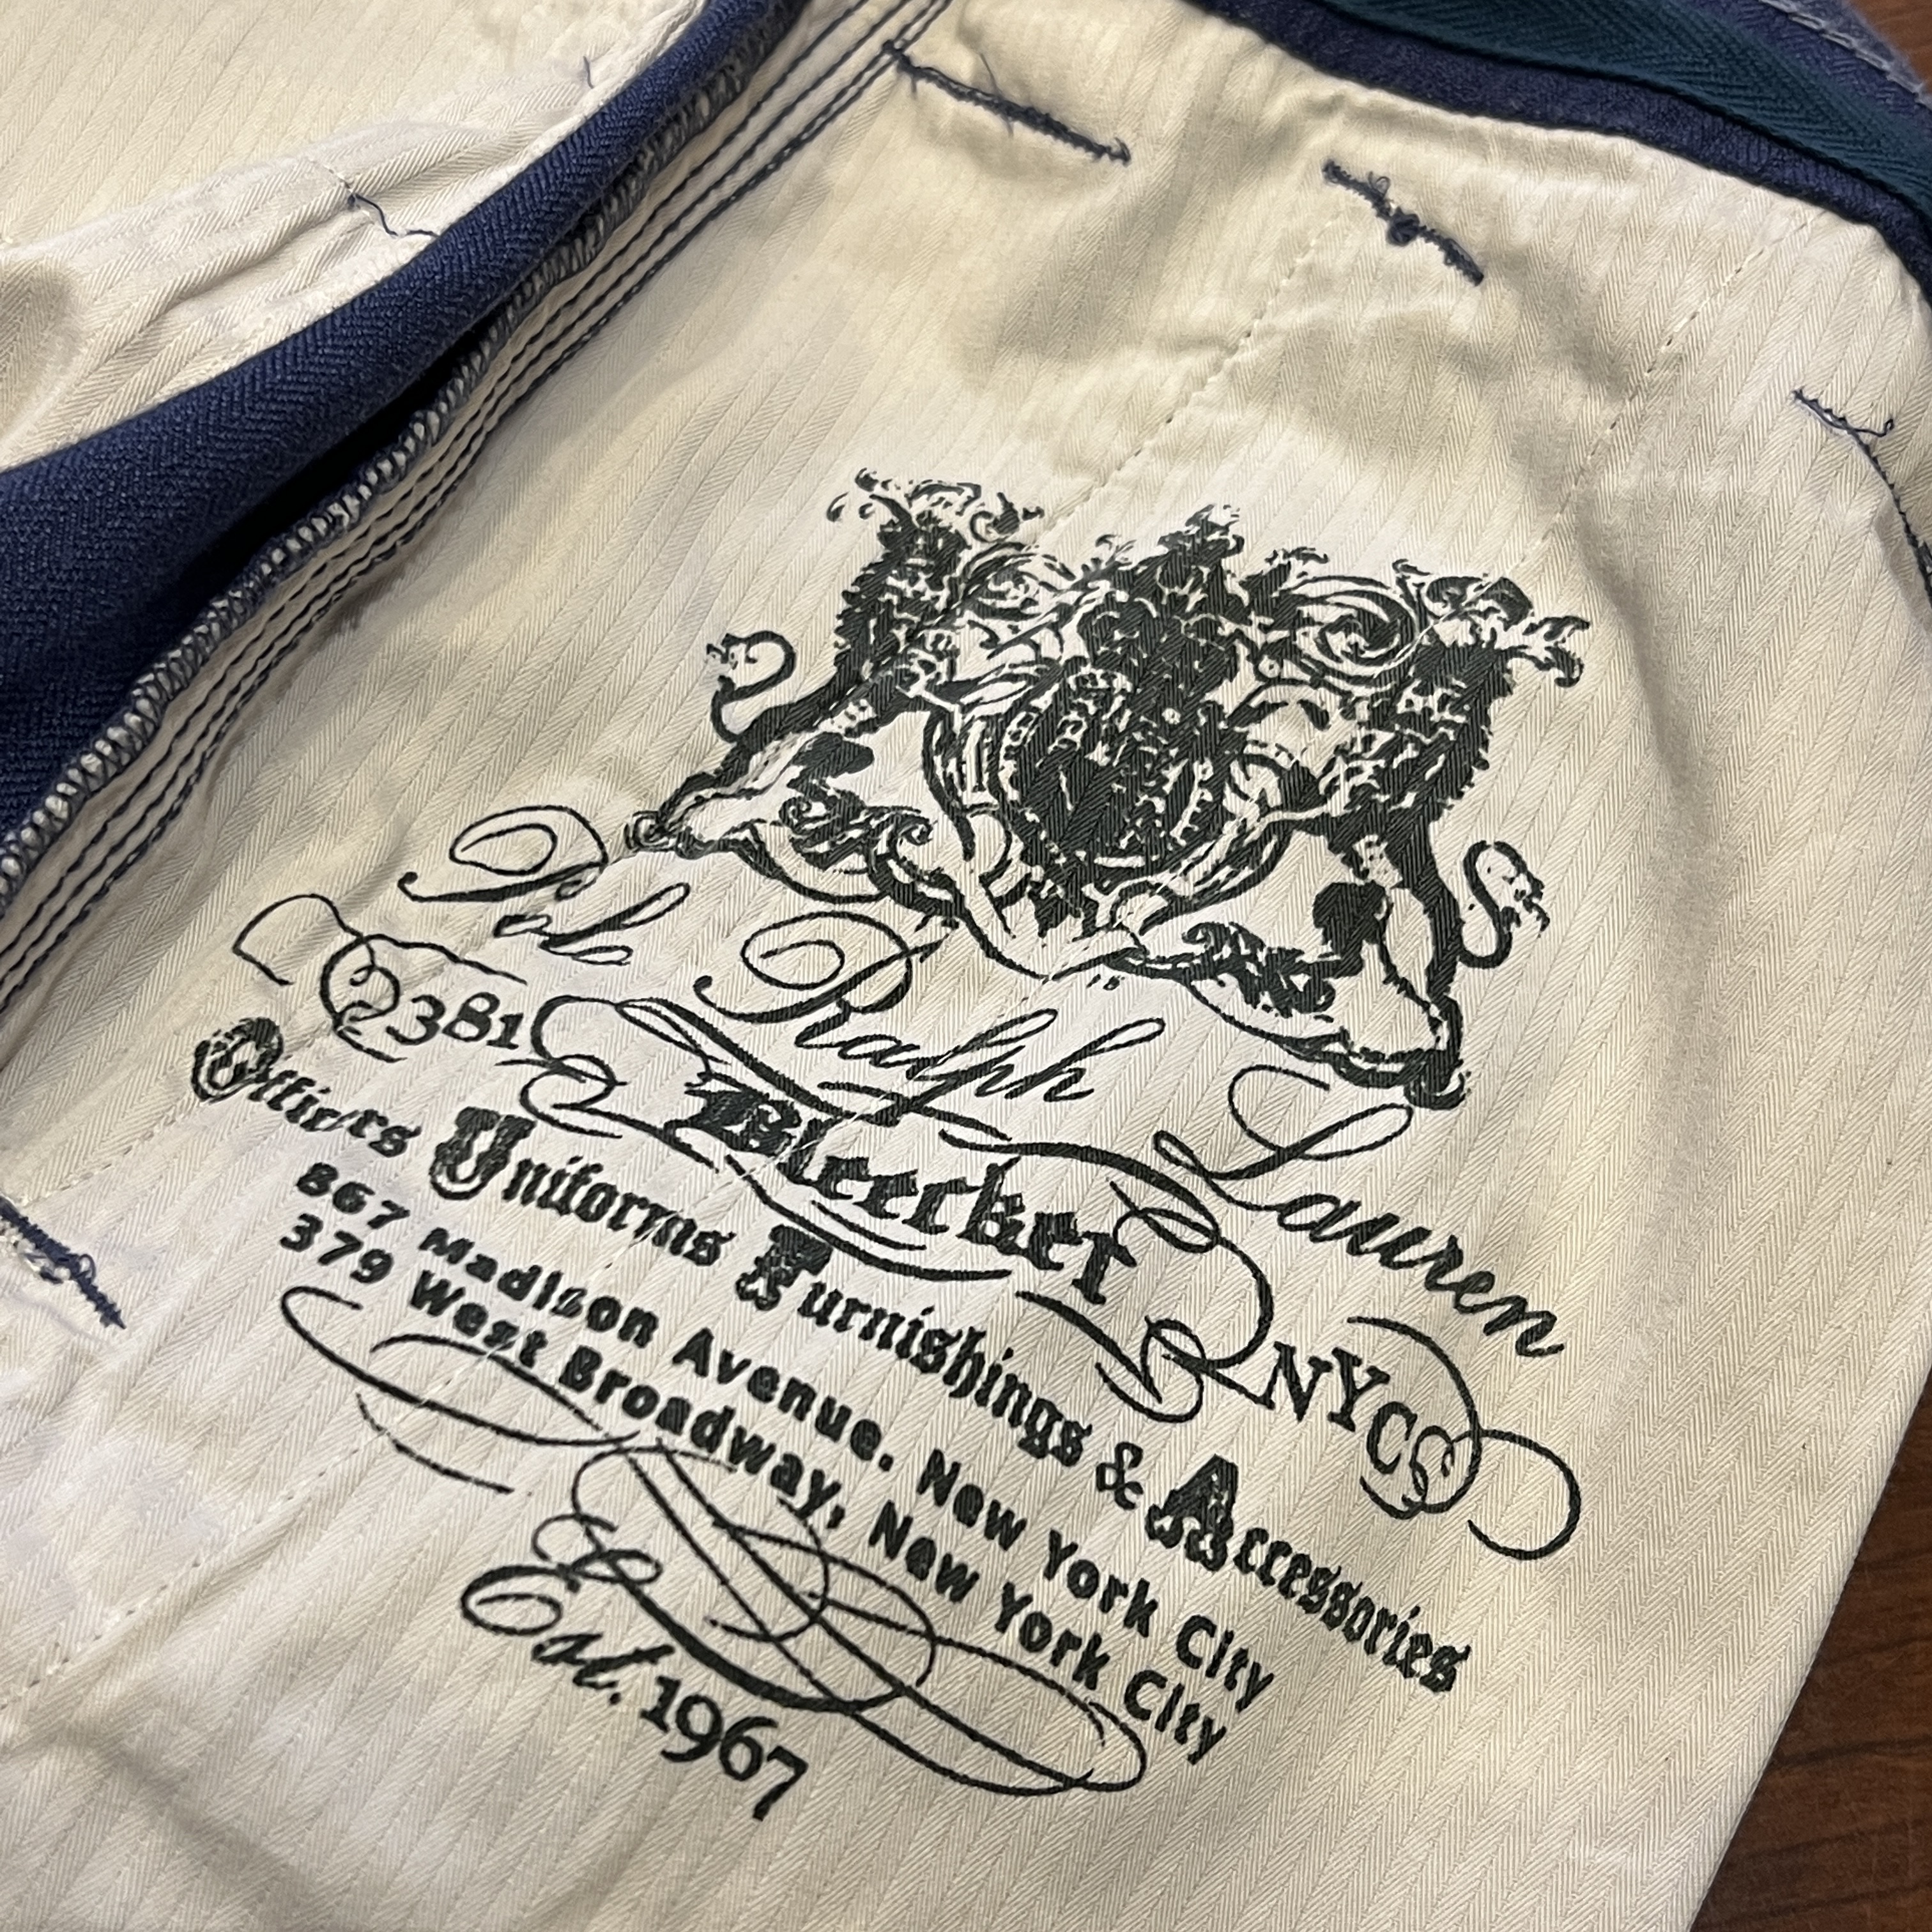 Polo Ralph Lauren
2381 Bleecker NYC
Officers Uniforms Furnishings & Accessories
867 Madison Avenue. New York City
379 West Broadway, New York City
Est. 1967